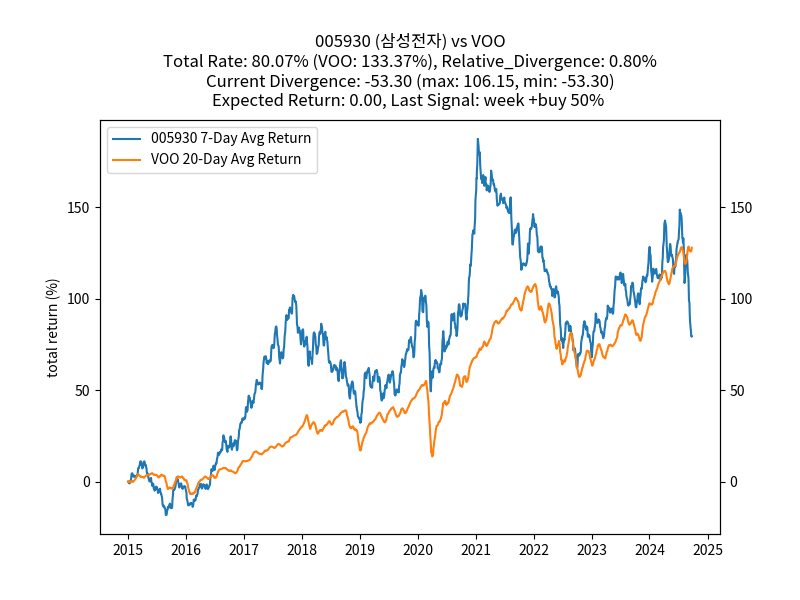 005930 (삼성전자) vs VOO
Total Rate: 80.07% (VOO: 133.37%), Relative_Divergence: 0.80%
Current Divergence: -53.30 (max: 106.15, min: -53.30)
Expected Return: 0.00, Last Signal: week +buy 50%
005930 7-Day Avg Return
VOO 20-Day Avg Return
total return (%)
150 150
100 100
50 50
0 0
2015 2016 2017 2018 2019 2020 2021 2022 2023 2024 2025